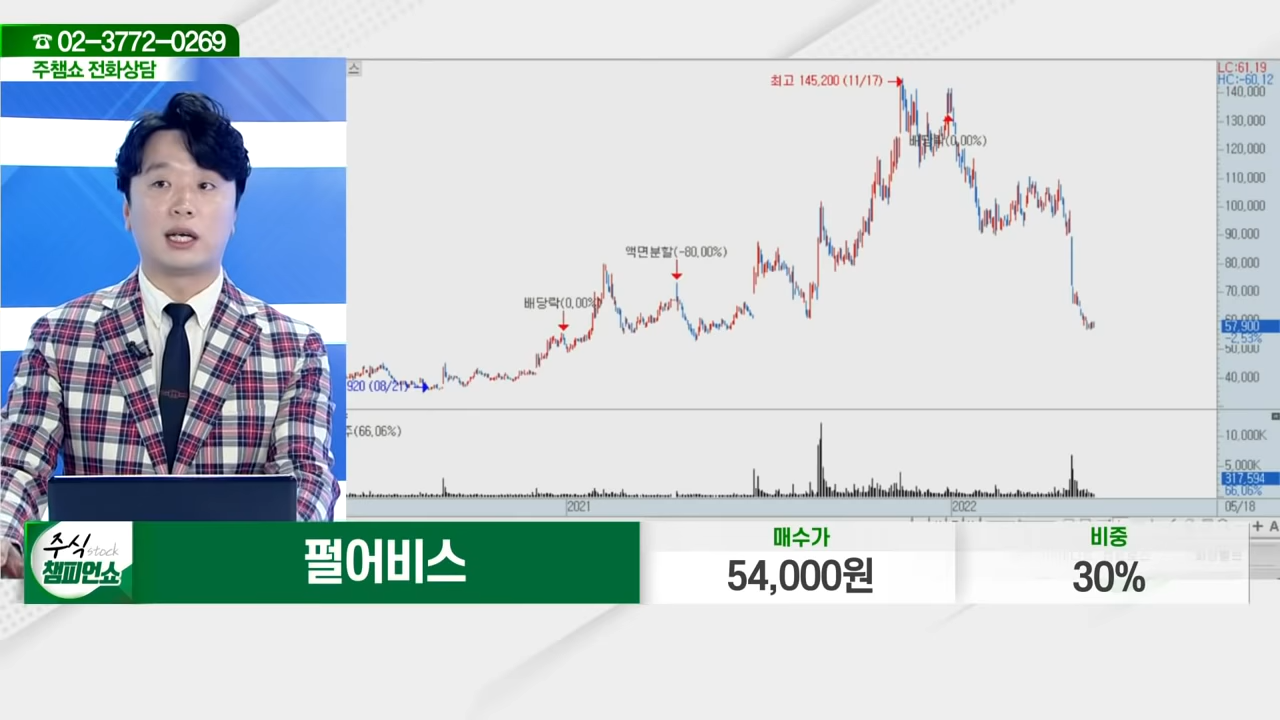 ☎ 02-3772-0269
주챔쇼 전화상담
스
최고 145,200 (11/17)
배당락(0,00%)
액면분할(-80,00%)
배당락(0,00%)
920 (08/21)
LC:61,19
HC:-60,12
140,000
130,000
120,000
110,000
100,000
90,000
80,000
70,000
60,000
57,900
-2,53%
50,000
40,000
주(66,06%)
10,000K
5,000K
317,594
66,06%
2021
2022
05/18
주식 stock
챔피언쇼
펄어비스
매수가
54,000원
비중
30%